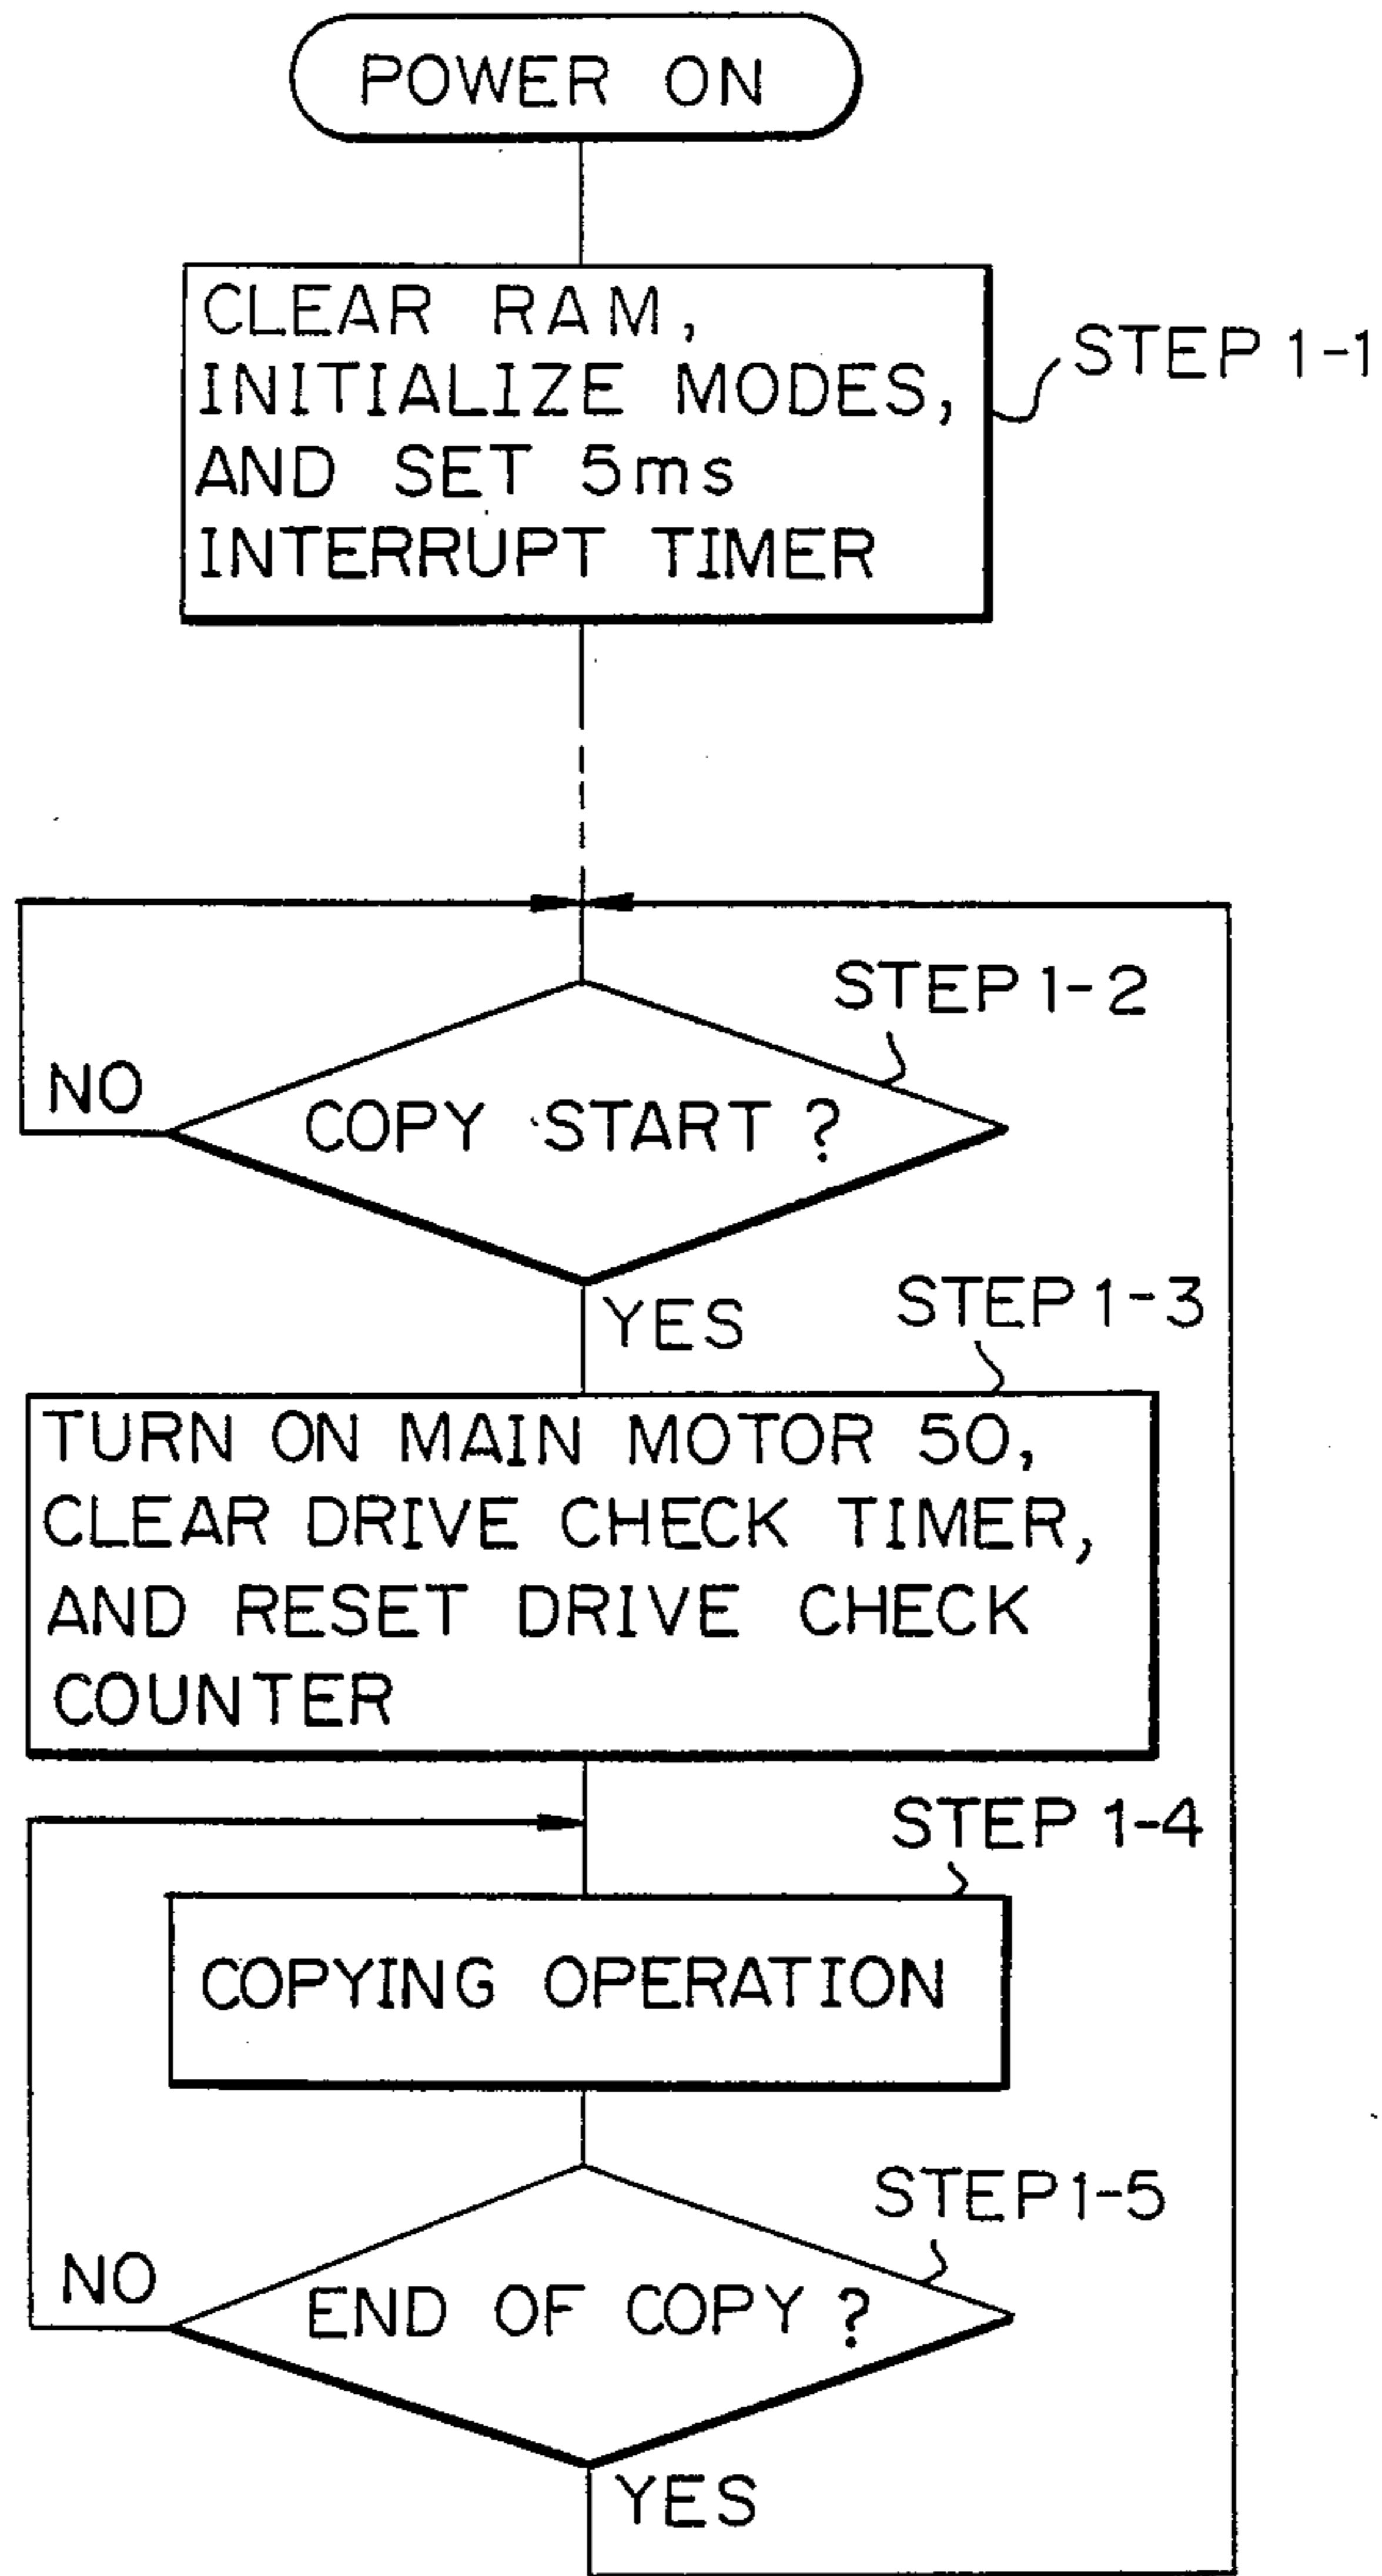 POWER ON
CLEAR RAM,
INITIALIZE MODES,
AND SET 5ms
INTERRUPT TIMER
STEP 1-1
STEP 1-2
NO
COPY START ?
YES
STEP 1-3
TURN ON MAIN MOTOR 50,
CLEAR DRIVE CHECK TIMER,
AND RESET DRIVE CHECK
COUNTER
STEP 1-4
COPYING OPERATION
STEP 1-5
NO
END OF COPY ?
YES